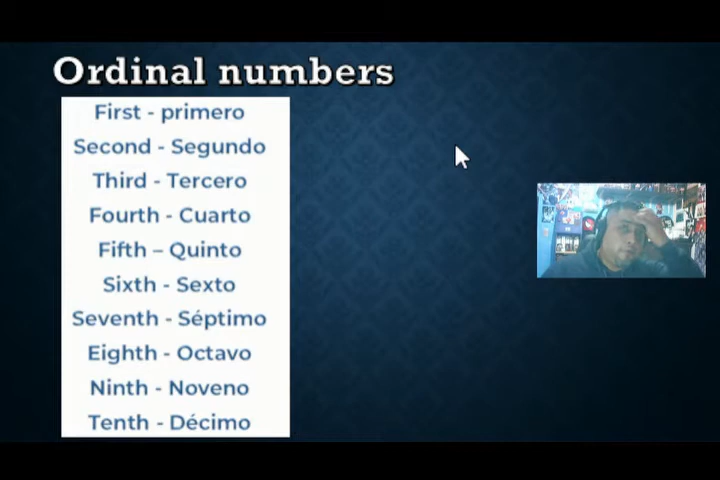 Ordinal numbers
First - primero
Second - Segundo
Third - Tercero
Fourth - Cuarto
Fifth – Quinto
Sixth - Sexto
Seventh - Séptimo
Eighth - Octavo
Ninth - Noveno
Tenth - Décimo